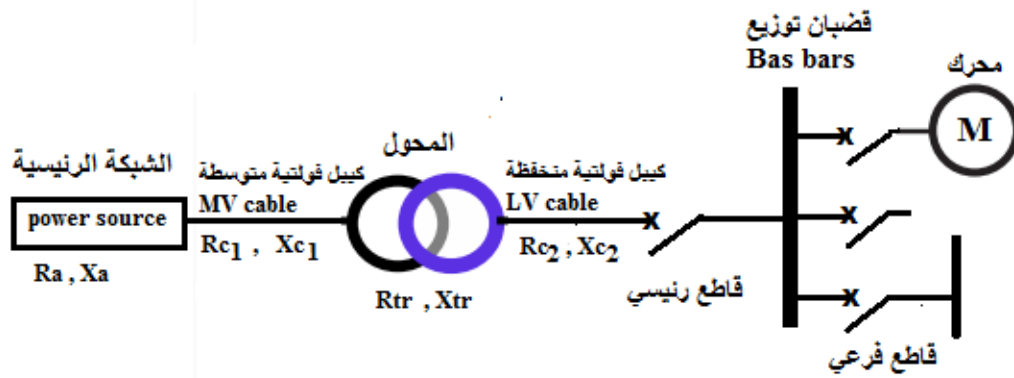 قضبان توزيع
Bas bars
محرك
M
الشبكة الرئيسية
power source
Ra , Xa
كيبل فولتية متوسطة
MV cable
Rc1 , Xc1
المحول
Rtr , Xtr
كيبل فولتية منخفظة
LV cable
Rc2 , Xc2
قاطع رئيسي
قاطع فرعي